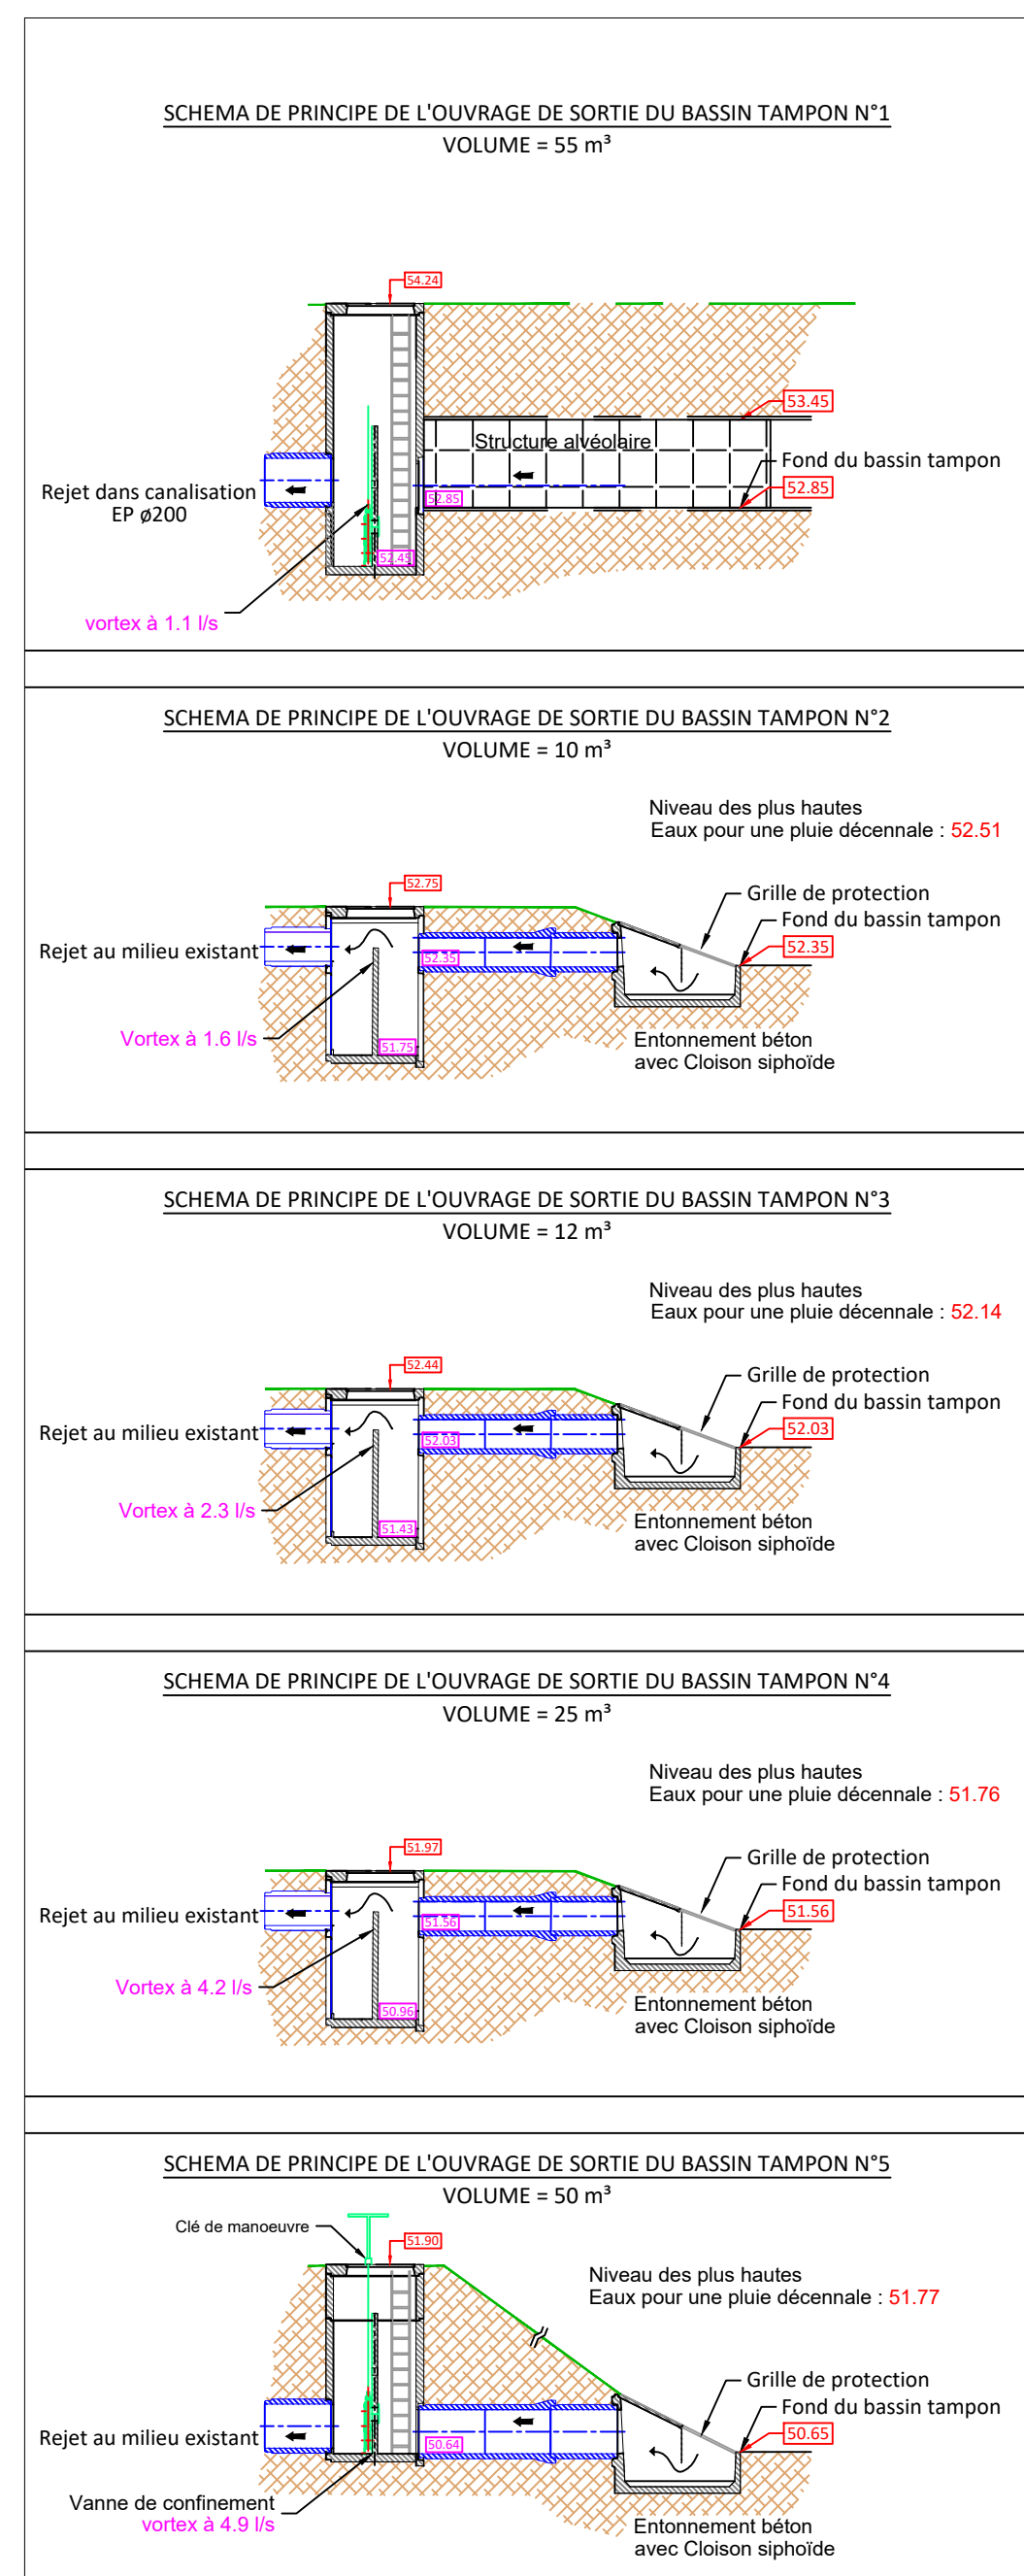 SCHEMA DE PRINCIPE DE L'OUVRAGE DE SORTIE DU BASSIN TAMPON N°1
VOLUME = 55 m³
54.24
53.45
Structure alvéolaire
Fond du bassin tampon
52.85
52.85
Rejet dans canalisation
EP ø200
52.45
vortex à 1.1 l/s
SCHEMA DE PRINCIPE DE L'OUVRAGE DE SORTIE DU BASSIN TAMPON N°2
VOLUME = 10 m³
Niveau des plus hautes
Eaux pour une pluie décennale : 52.51
52.75
Grille de protection
Fond du bassin tampon
52.35
Rejet au milieu existant
52.35
Vortex à 1.6 l/s
51.75
Entonnement béton
avec Cloison siphoïde
SCHEMA DE PRINCIPE DE L'OUVRAGE DE SORTIE DU BASSIN TAMPON N°3
VOLUME = 12 m³
Niveau des plus hautes
Eaux pour une pluie décennale : 52.14
52.44
Grille de protection
Fond du bassin tampon
52.03
Rejet au milieu existant
52.03
Vortex à 2.3 l/s
51.43
Entonnement béton
avec Cloison siphoïde
SCHEMA DE PRINCIPE DE L'OUVRAGE DE SORTIE DU BASSIN TAMPON N°4
VOLUME = 25 m³
Niveau des plus hautes
Eaux pour une pluie décennale : 51.76
51.97
Grille de protection
Fond du bassin tampon
51.56
Rejet au milieu existant
51.56
Vortex à 4.2 l/s
50.96
Entonnement béton
avec Cloison siphoïde
SCHEMA DE PRINCIPE DE L'OUVRAGE DE SORTIE DU BASSIN TAMPON N°5
VOLUME = 50 m³
Clé de manoeuvre
51.90
Niveau des plus hautes
Eaux pour une pluie décennale : 51.77
Grille de protection
Fond du bassin tampon
50.65
Rejet au milieu existant
50.64
Vanne de confinement
vortex à 4.9 l/s
Entonnement béton
avec Cloison siphoïde